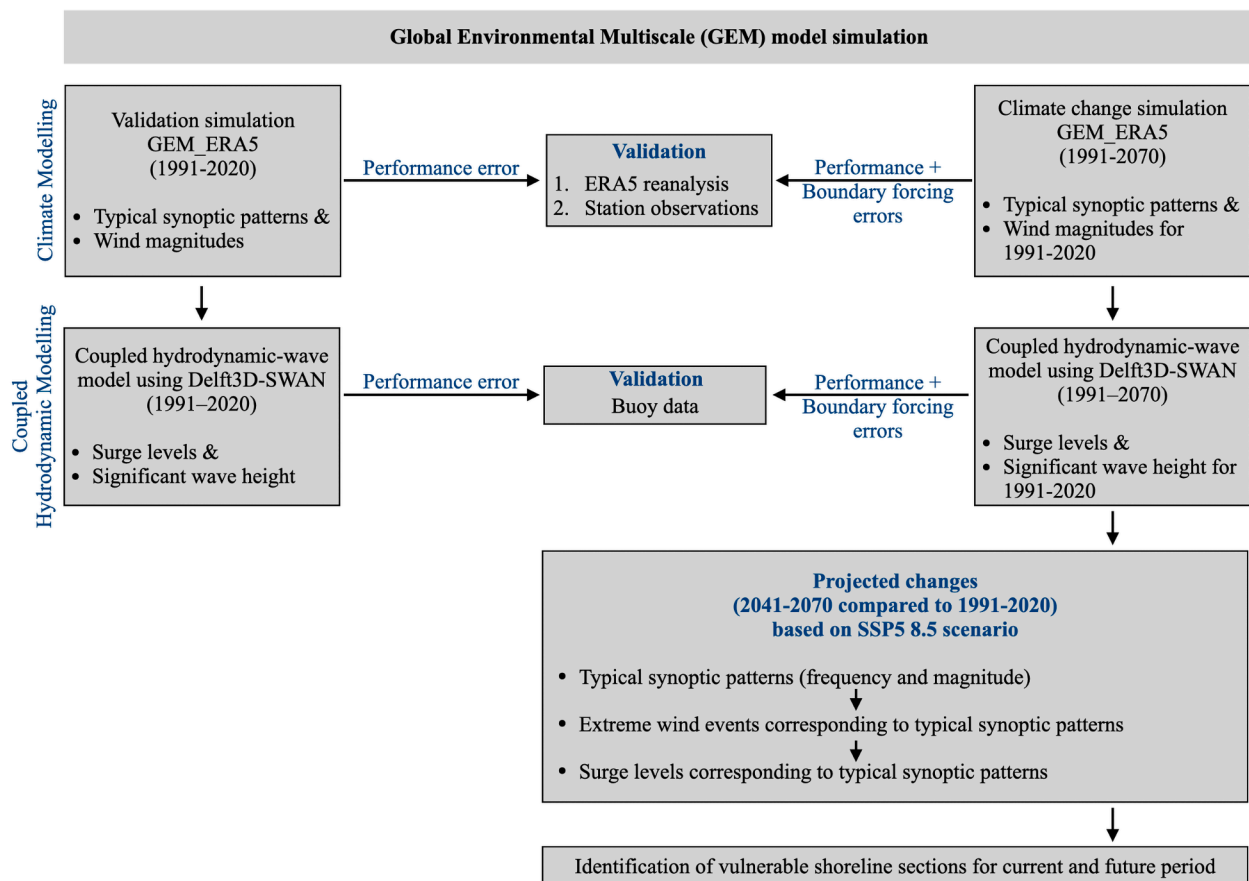 Global Environmental Multiscale (GEM) model simulation
Climate Modelling
Validation simulation
GEM_ERA5
(1991-2020)
• Typical synoptic patterns &
• Wind magnitudes
Performance error
Validation
1. ERA5 reanalysis
2. Station observations
Performance +
Boundary forcing
errors
Climate change simulation
GEM_ERA5
(1991-2070)
• Typical synoptic patterns &
• Wind magnitudes for
1991-2020
Coupled
Hydrodynamic Modelling
Coupled hydrodynamic-wave
model using Delft3D-SWAN
(1991–2020)
• Surge levels &
• Significant wave height
Performance error
Validation
Buoy data
Performance +
Boundary forcing
errors
Coupled hydrodynamic-wave
model using Delft3D-SWAN
(1991–2070)
• Surge levels &
• Significant wave height for
1991-2020
Projected changes
(2041-2070 compared to 1991-2020)
based on SSP5 8.5 scenario
• Typical synoptic patterns (frequency and magnitude)
• Extreme wind events corresponding to typical synoptic patterns
• Surge levels corresponding to typical synoptic patterns
Identification of vulnerable shoreline sections for current and future period